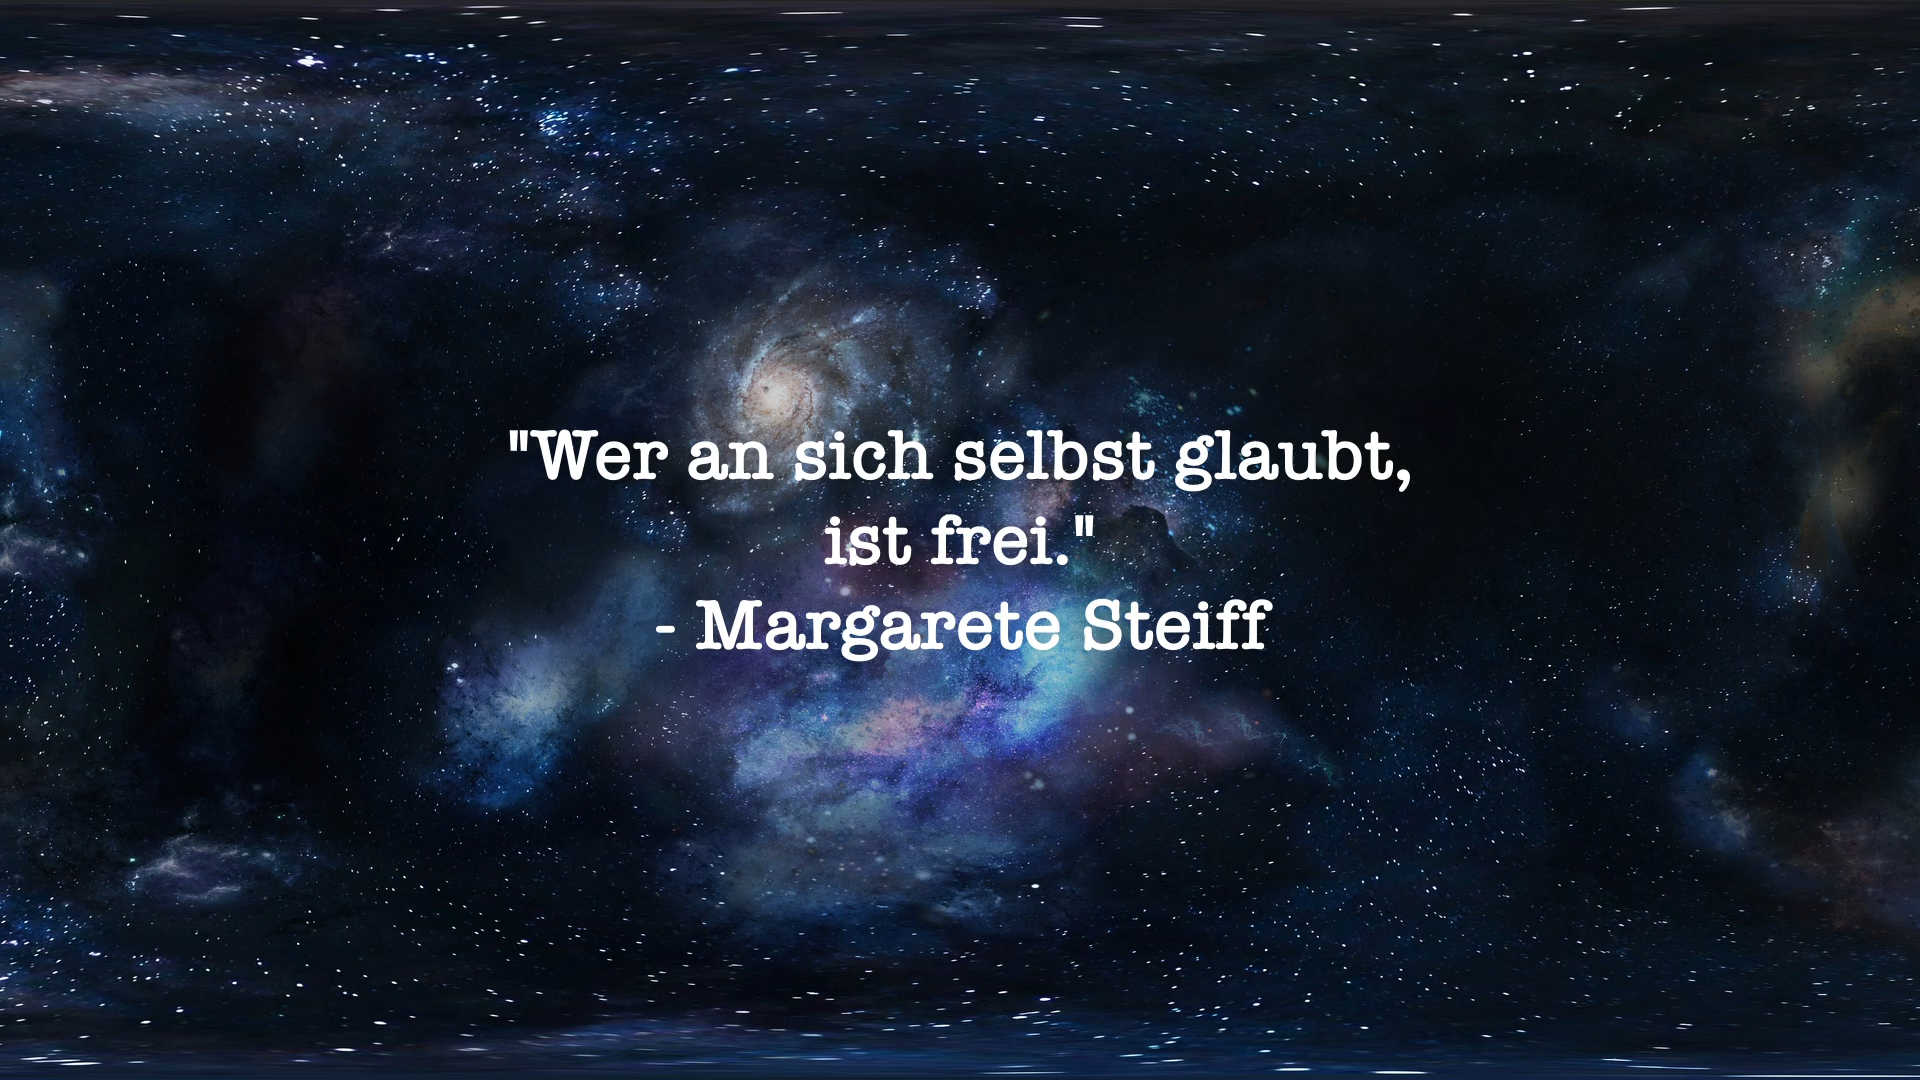 "Wer an sich selbst glaubt,
ist frei."
- Margarete Steiff